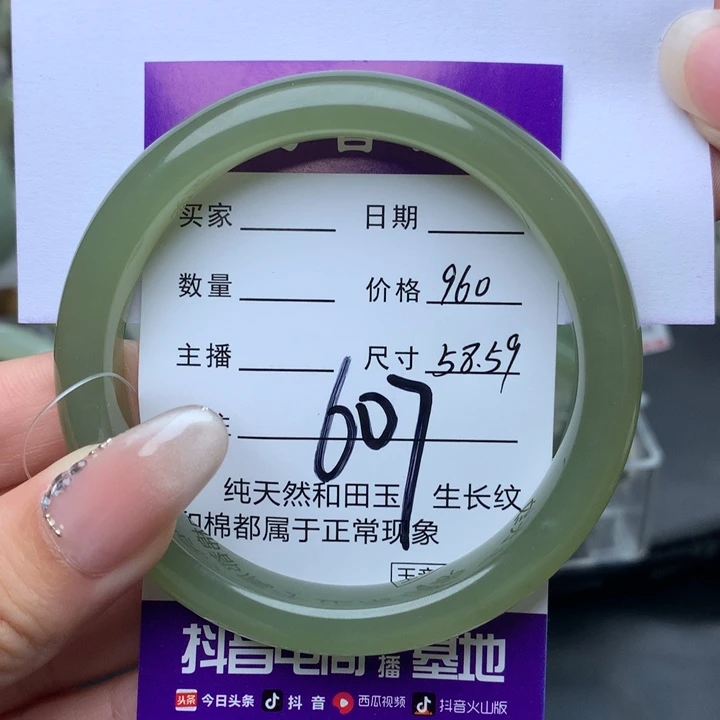 买家 日期
数量 价格 960
主播 尺寸 58.59
607
纯天然和田玉 生长纹
棉都属于正常现象
抖音电商直播基地
头条 今日头条 抖音 西瓜视频 抖音火山版